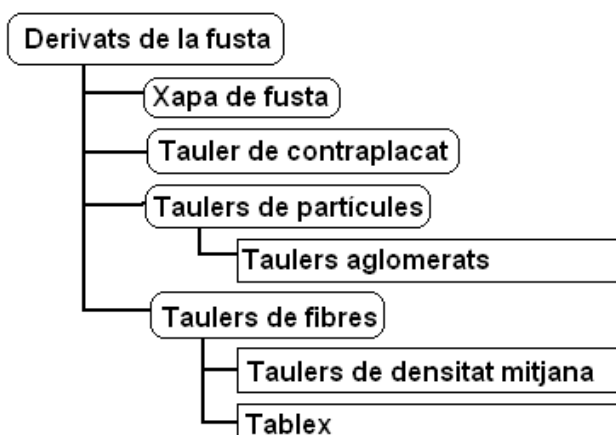 Derivats de la fusta
Xapa de fusta
Tauler de contraplacat
Taulers de partícules
Taulers aglomerats
Taulers de fibres
Taulers de densitat mitjana
Tablex